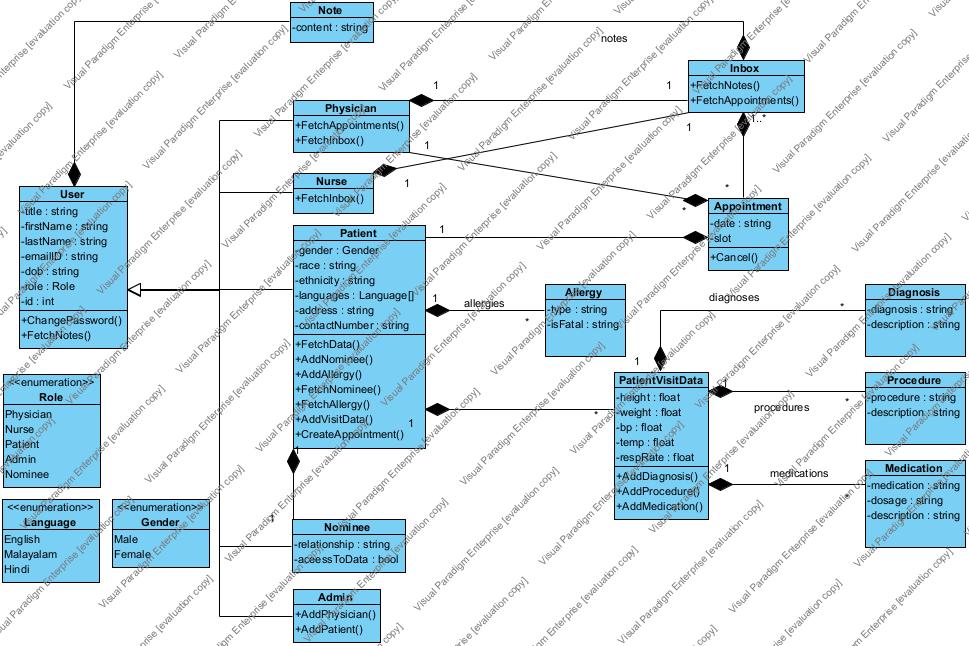 Note
-content : string
notes
Inbox
+FetchNotes()
+FetchAppointments()
1
1
1
1..*
Physician
+FetchAppointments()
+FetchInbox()
1
1
Nurse
+FetchInbox()
*
*
User
-title : string
-firstName : string
-lastName : string
-emailID : string
-dob : string
-role : Role
-id : int
+ChangePassword()
+FetchNotes()
Appointment
-date : string
-slot
+Cancel()
Patient
-gender : Gender
-race : string
-ethnicity : string
-languages : Language[]
-address : string
-contactNumber : string
+FetchData()
+AddNominee()
+AddAllergy()
+FetchNominee()
+FetchAllergy()
+AddVisitData()
+CreateAppointment()
1
1
allergies
*
Allergy
-type : string
-isFatal : string
diagnoses
*
1
Diagnosis
-diagnosis : string
-description : string
<<enumeration>>
Role
Physician
Nurse
Patient
Admin
Nominee
1
*
PatientVisitData
-height : float
-weight : float
-bp : float
-temp : float
-respRate : float
+AddDiagnosis()
+AddProcedure()
+AddMedication()
procedures
*
Procedure
-procedure : string
-description : string
1
medications
*
Medication
-medication : string
-dosage : string
-description : string
1
1
<<enumeration>>
Language
English
Malayalam
Hindi
<<enumeration>>
Gender
Male
Female
Nominee
-relationship : string
-aceessToData : bool
Admin
+AddPhysician()
+AddPatient()
Visual Paradigm Enterprise [evaluation copy]